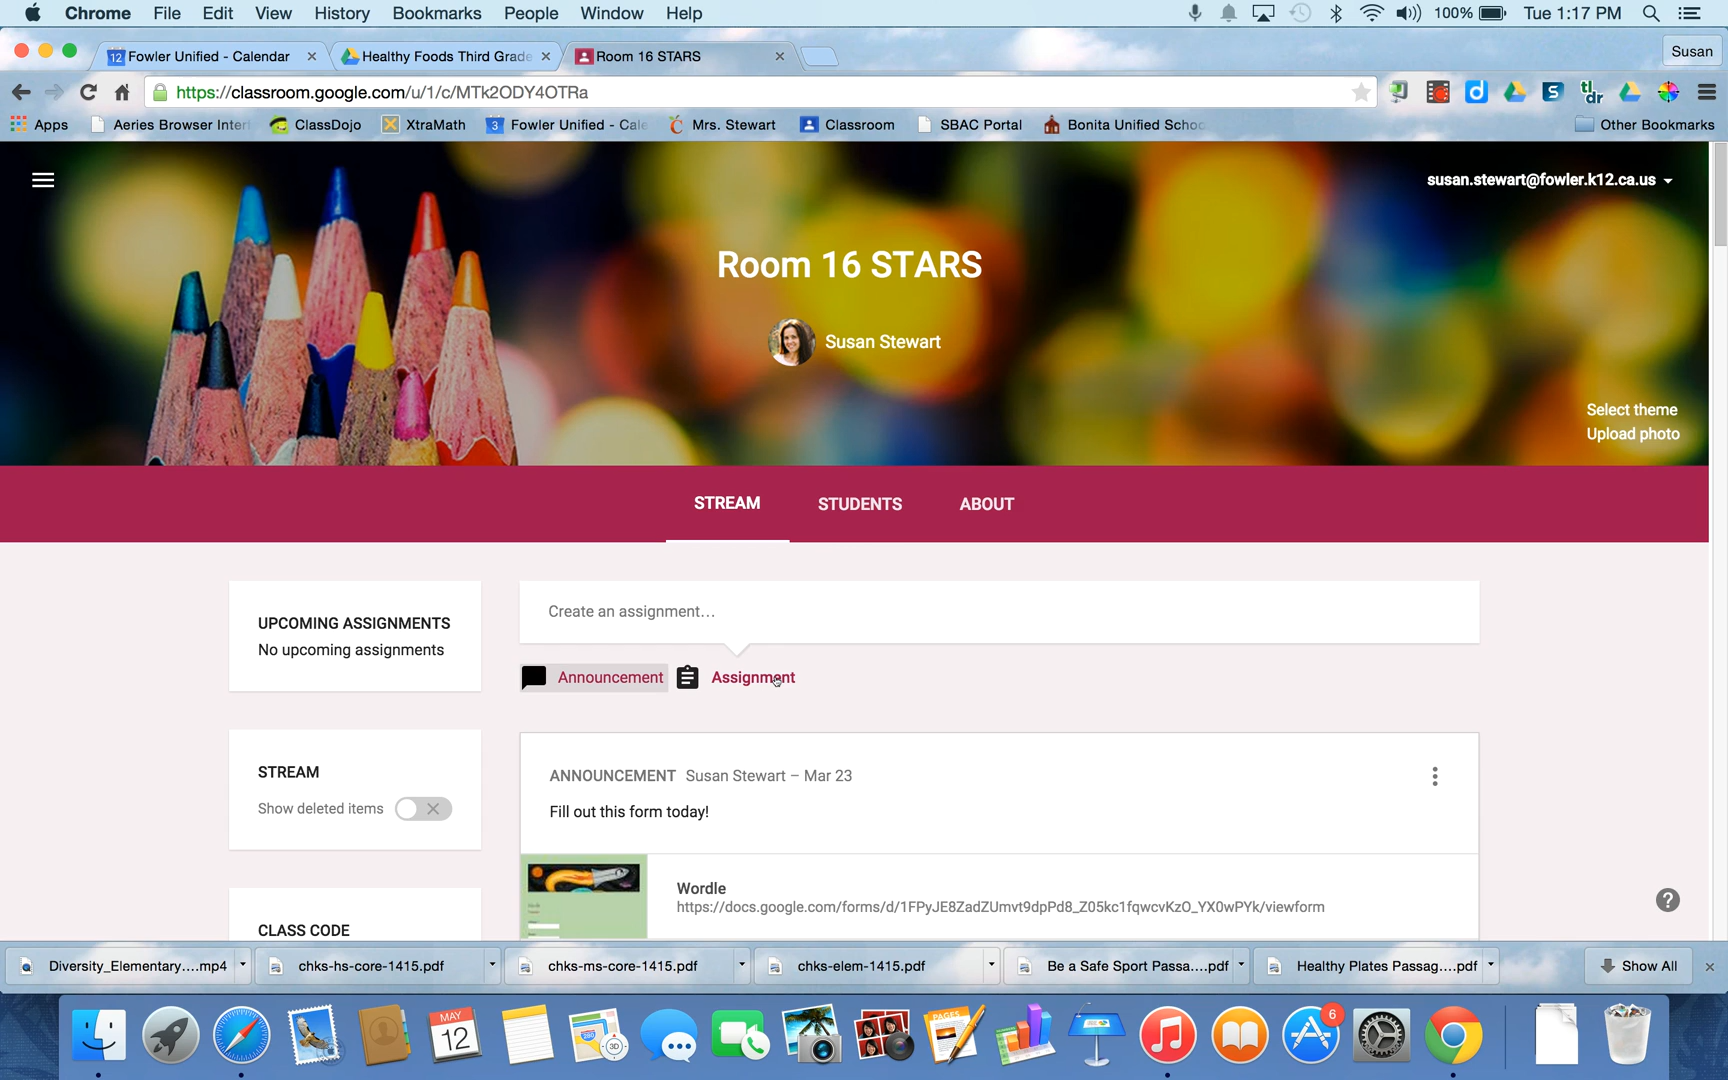 Chrome File Edit View History Bookmarks People Window Help 100% Tue 1:17 PM
12 Fowler Unified - Calendar Healthy Foods Third Grade Room 16 STARS Susan
https://classroom.google.com/u/1/c/MTk2ODY4OTRa
Apps Aeries Browser Inter ClassDojo XtraMath 3 Fowler Unified - Cale Mrs. Stewart Classroom SBAC Portal Bonita Unified Schoo Other Bookmarks
susan.stewart@fowler.k12.ca.us
Room 16 STARS
Susan Stewart
Select theme
Upload photo
STREAM STUDENTS ABOUT
UPCOMING ASSIGNMENTS
No upcoming assignments
Create an assignment...
Announcement Assignment
STREAM
Show deleted items
ANNOUNCEMENT Susan Stewart – Mar 23
Fill out this form today!
Wordle
https://docs.google.com/forms/d/1FPyJE8ZadZUmvt9dpPd8_Z05kc1fqwcvKzO_YX0wPYk/viewform
CLASS CODE
Diversity_Elementary....mp4 chks-hs-core-1415.pdf chks-ms-core-1415.pdf chks-elem-1415.pdf Be a Safe Sport Passa....pdf Healthy Plates Passag....pdf Show All
MAY
12
3D
PAGES
6